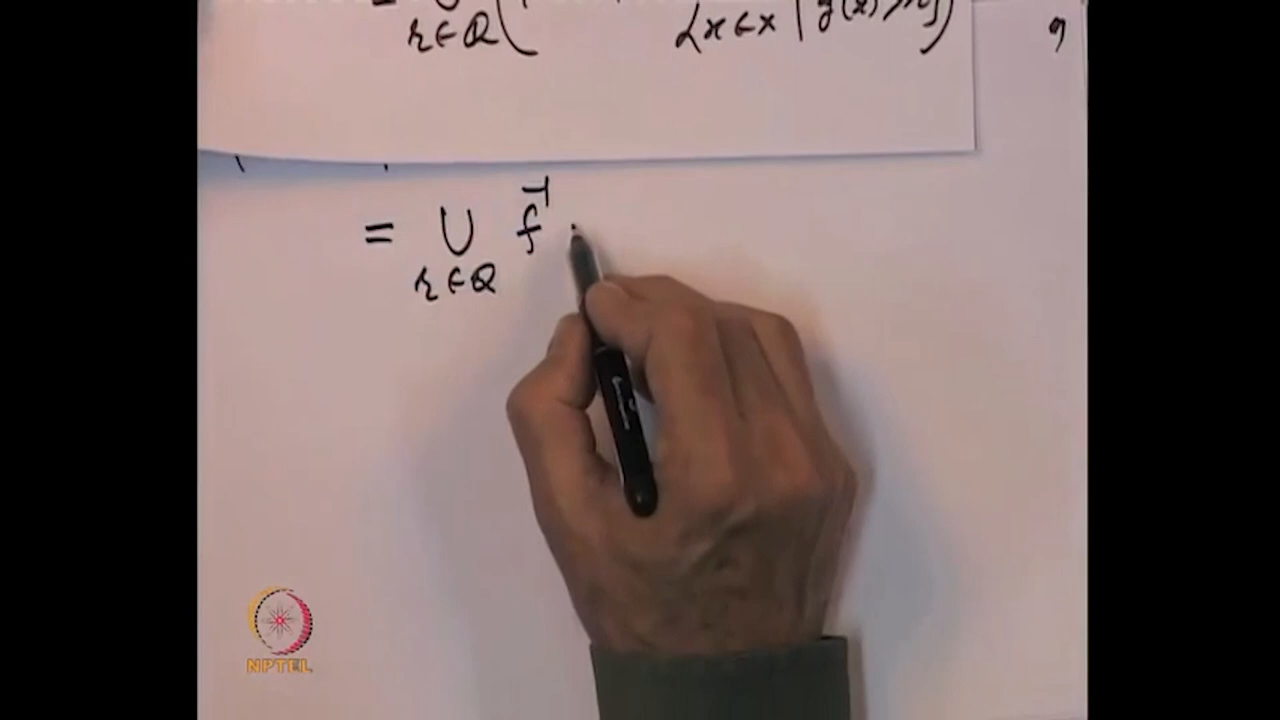 r∈Q( {x∈X | g(x)>r})
= ∪ f⁻¹
r∈Q
NPTEL